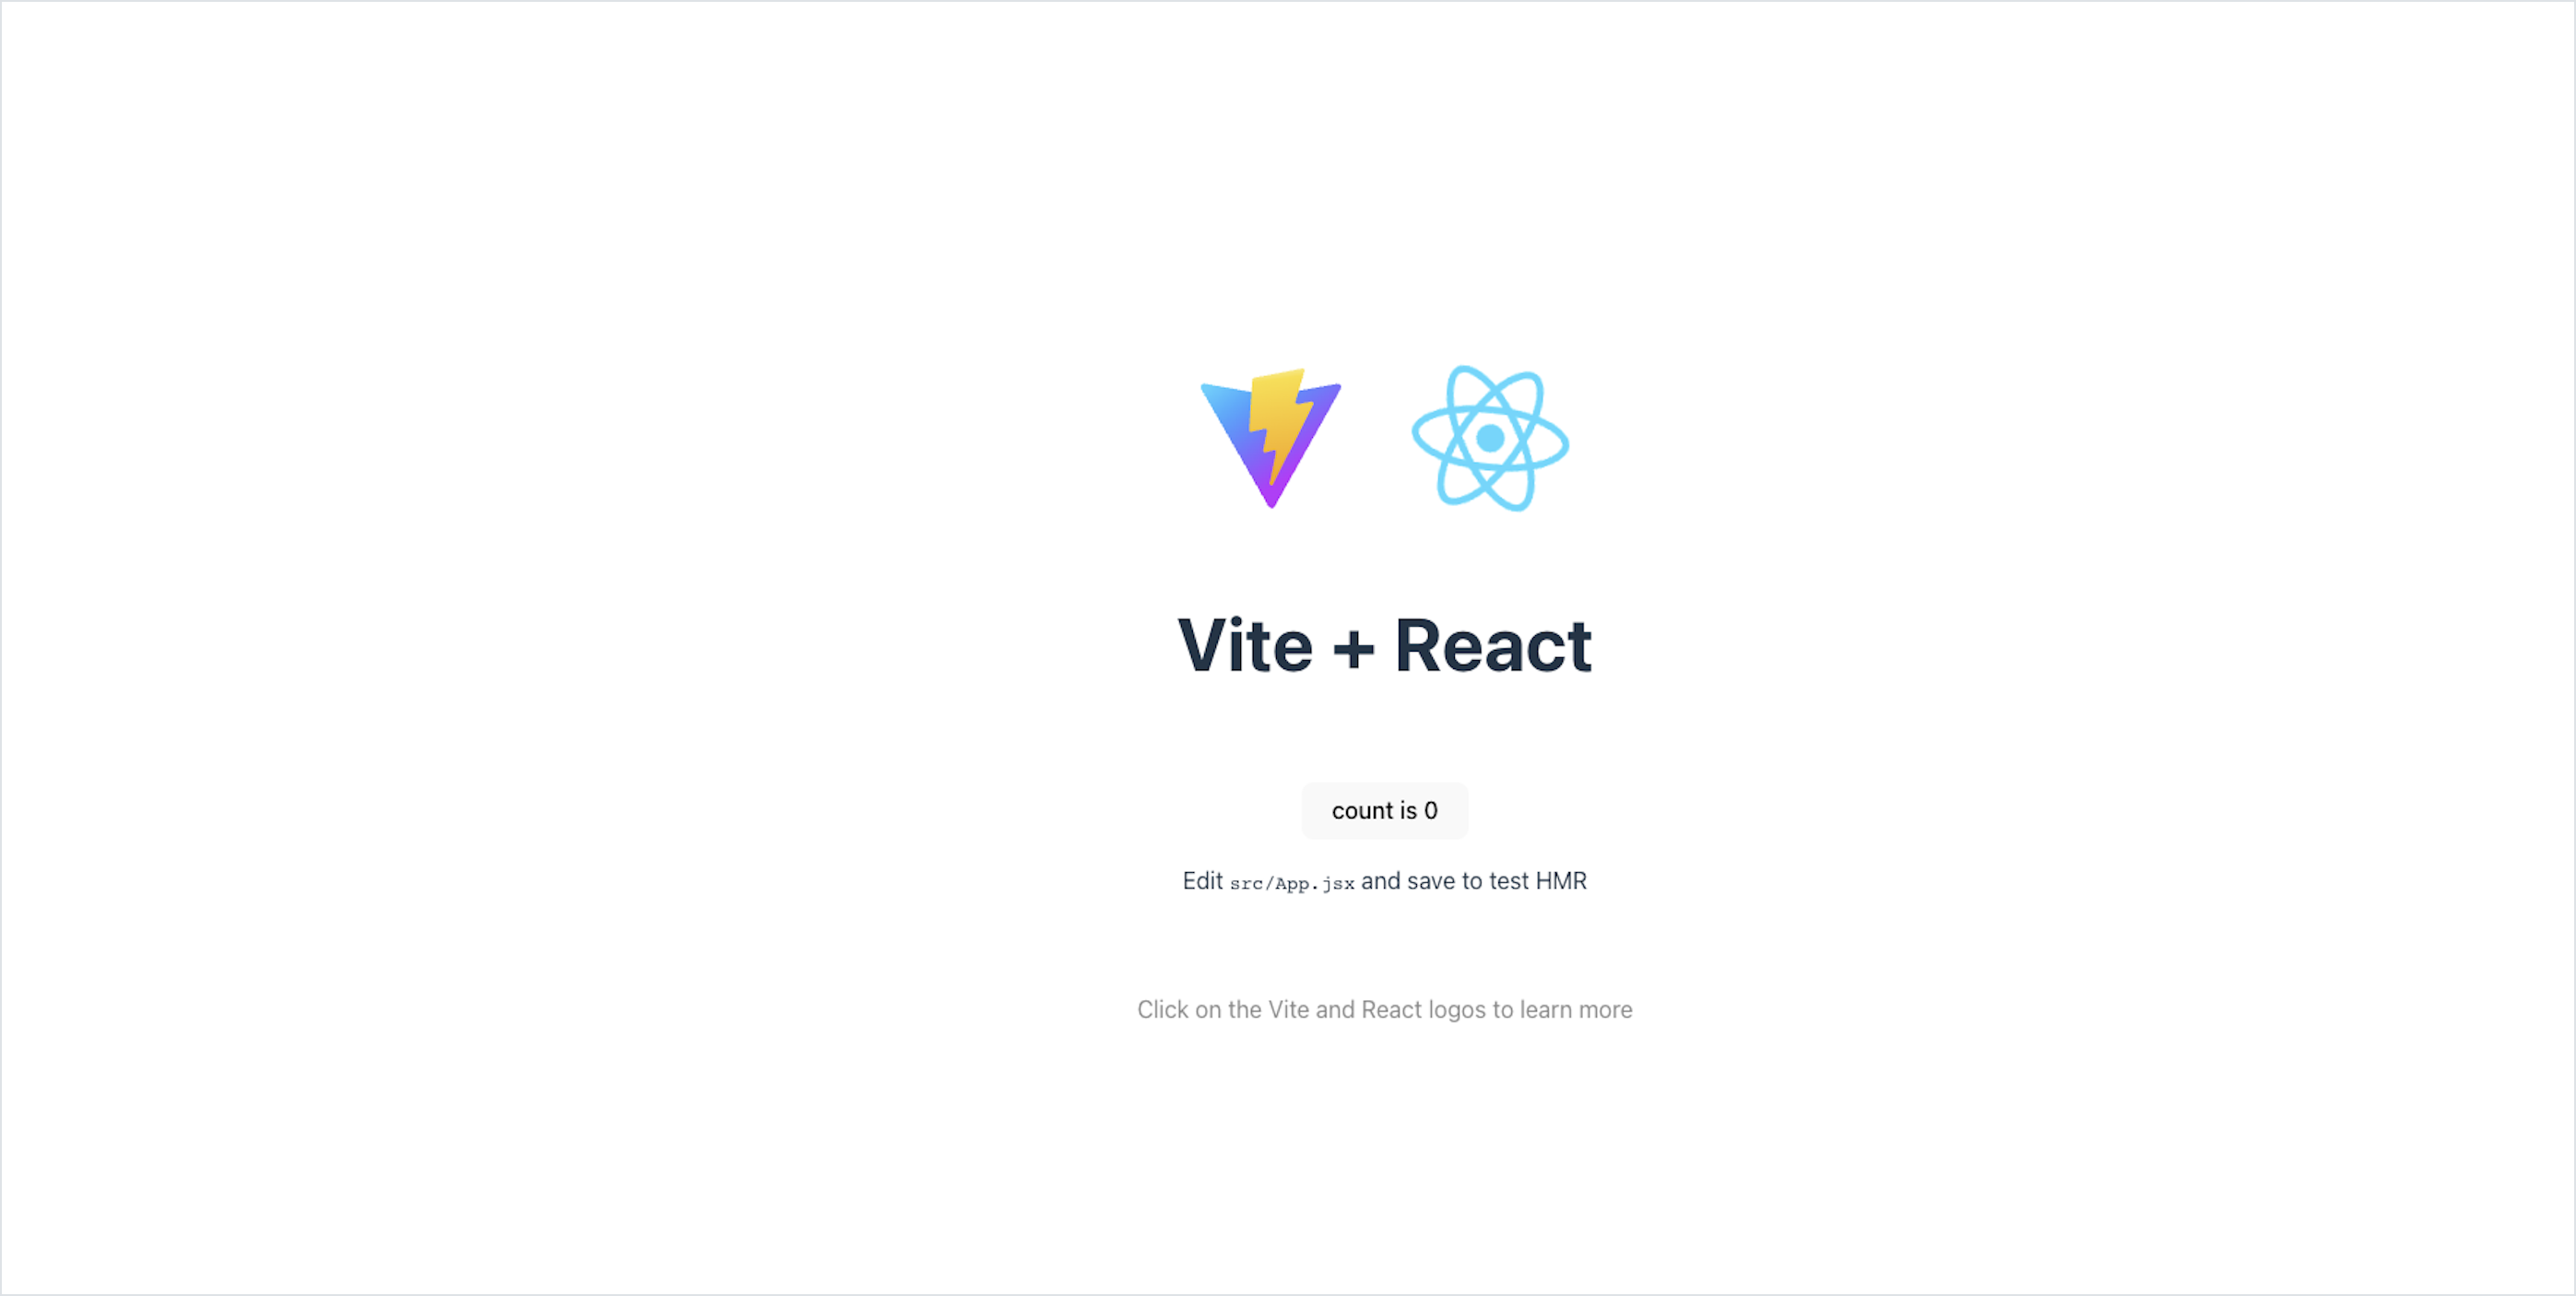 Vite + React
count is 0
Edit src/App.jsx and save to test HMR
Click on the Vite and React logos to learn more